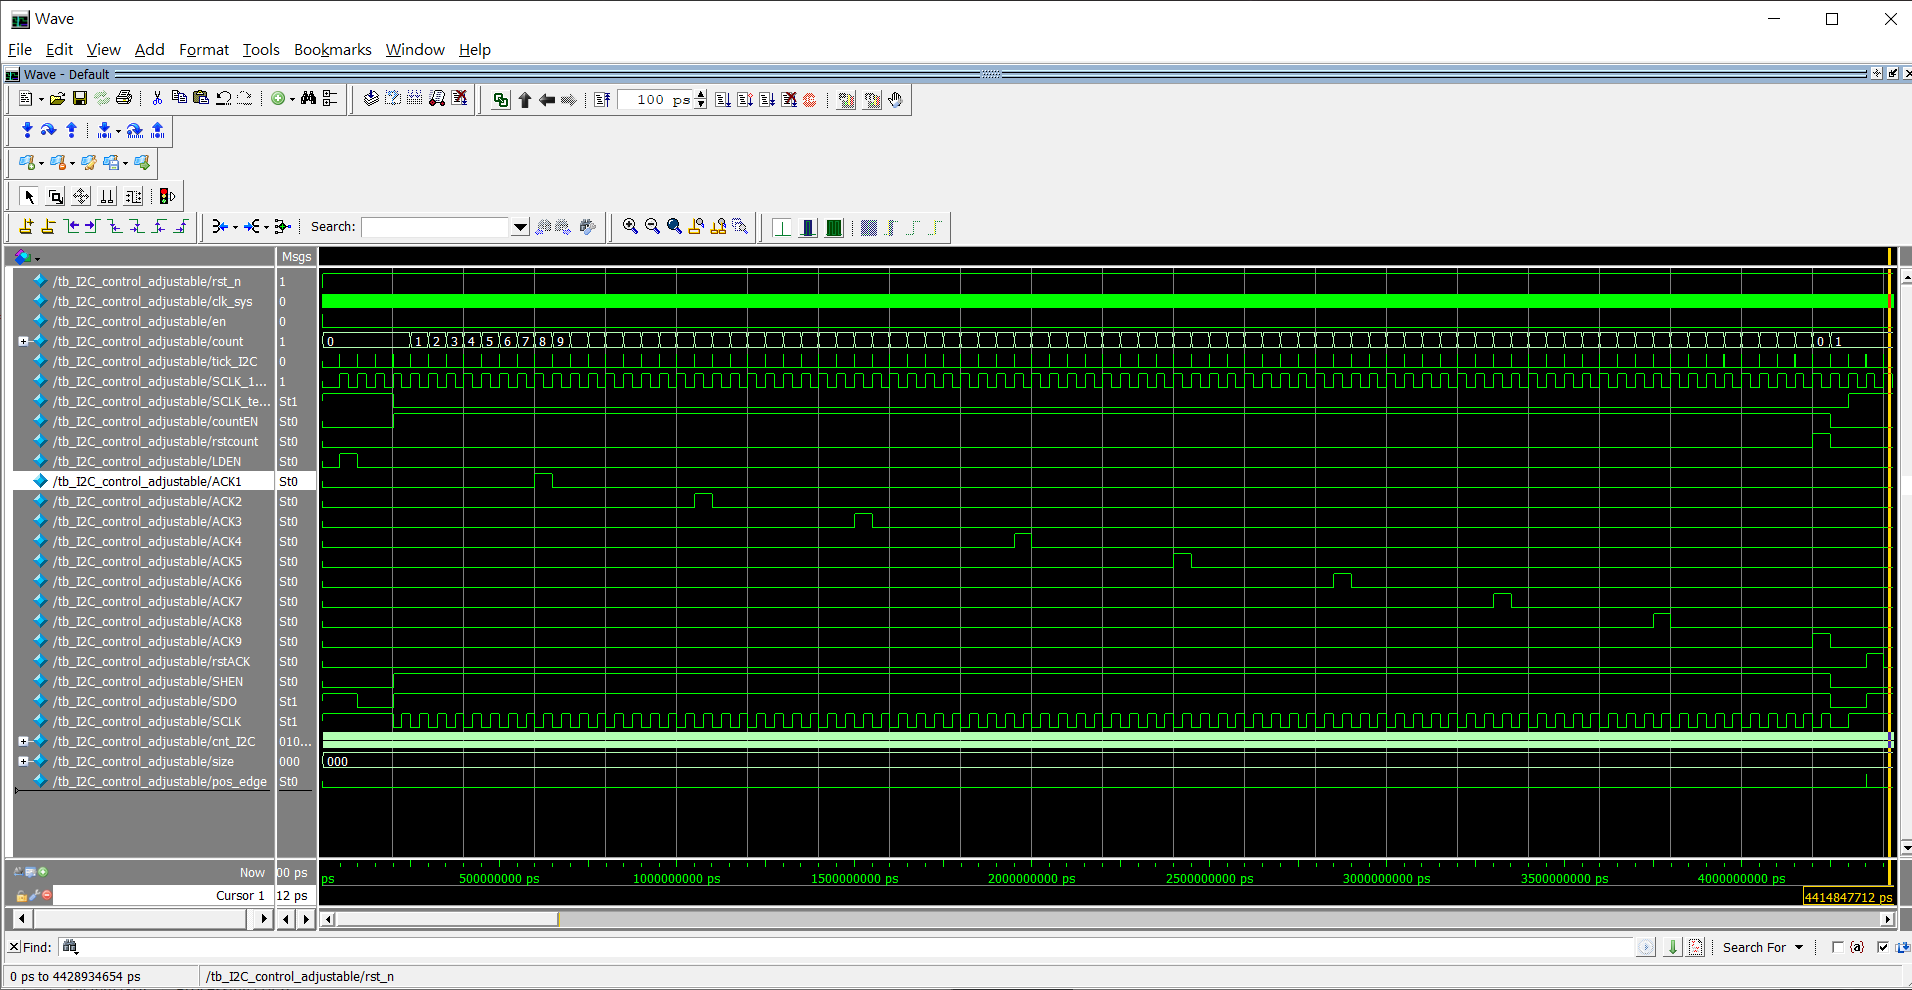 Wave
File Edit View Add Format Tools Bookmarks Window Help
Wave - Default
100 ps
Search:
Msgs
/tb_I2C_control_adjustable/rst_n 1
/tb_I2C_control_adjustable/clk_sys 0
/tb_I2C_control_adjustable/en 0
/tb_I2C_control_adjustable/count 1 0 1 2 3 4 5 6 7 8 9 0 1
/tb_I2C_control_adjustable/tick_I2C 0
/tb_I2C_control_adjustable/SCLK_1... 1
/tb_I2C_control_adjustable/SCLK_te... St1
/tb_I2C_control_adjustable/countEN St0
/tb_I2C_control_adjustable/rstcount St0
/tb_I2C_control_adjustable/LDEN St0
/tb_I2C_control_adjustable/ACK1 St0
/tb_I2C_control_adjustable/ACK2 St0
/tb_I2C_control_adjustable/ACK3 St0
/tb_I2C_control_adjustable/ACK4 St0
/tb_I2C_control_adjustable/ACK5 St0
/tb_I2C_control_adjustable/ACK6 St0
/tb_I2C_control_adjustable/ACK7 St0
/tb_I2C_control_adjustable/ACK8 St0
/tb_I2C_control_adjustable/ACK9 St0
/tb_I2C_control_adjustable/rstACK St0
/tb_I2C_control_adjustable/SHEN St0
/tb_I2C_control_adjustable/SDO St1
/tb_I2C_control_adjustable/SCLK St1
/tb_I2C_control_adjustable/cnt_I2C 010...
/tb_I2C_control_adjustable/size 000 000
/tb_I2C_control_adjustable/pos_edge St0
Now 00 ps ps 500000000 ps 1000000000 ps 1500000000 ps 2000000000 ps 2500000000 ps 3000000000 ps 3500000000 ps 4000000000 ps
Cursor 1 12 ps 4414847712 ps
Find: Search For {a}
0 ps to 4428934654 ps /tb_I2C_control_adjustable/rst_n